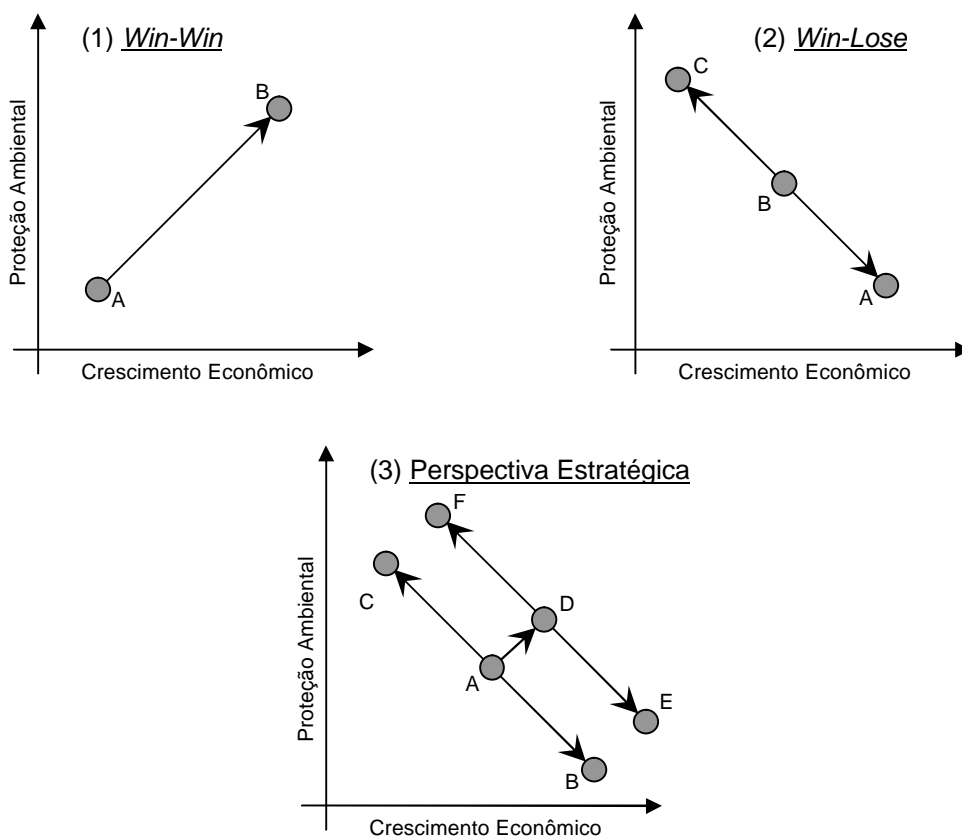 (1) Win-Win
B
A
Proteção Ambiental
Crescimento Econômico
(2) Win-Lose
C
B
A
Proteção Ambiental
Crescimento Econômico
(3) Perspectiva Estratégica
F
C
D
A
E
B
Proteção Ambiental
Crescimento Econômico